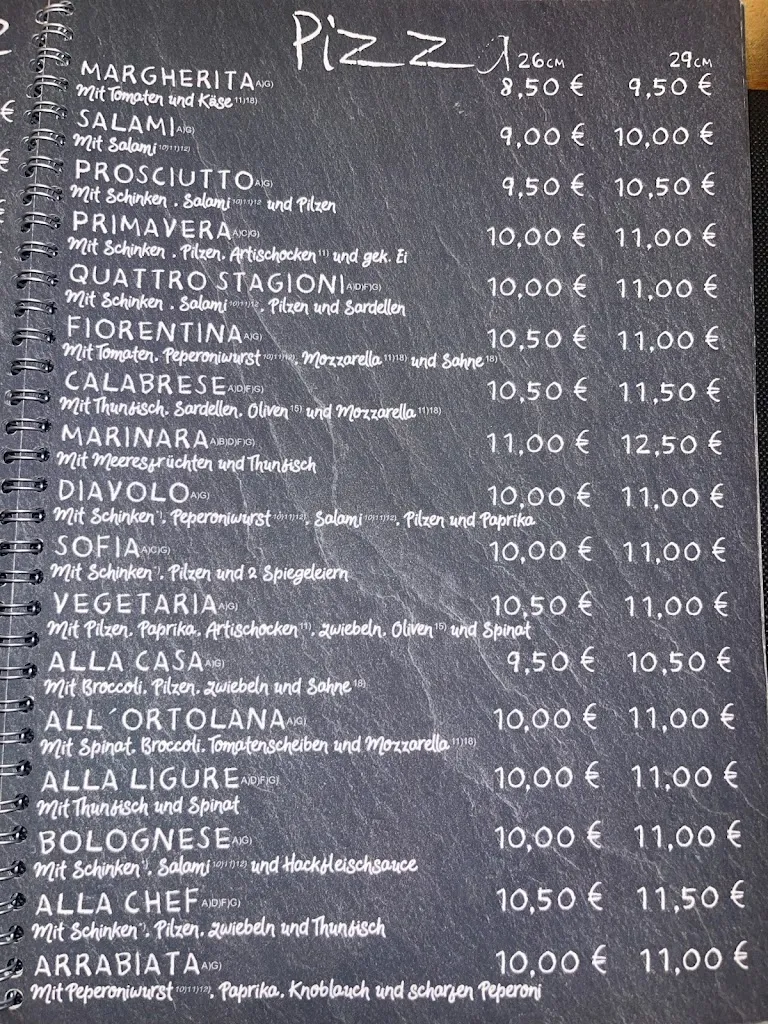 Pizza 26CM 29CM
MARGHERITA A)G) 8,50 € 9,50 €
Mit Tomaten und Käse 11)18)
SALAMI A)G) 9,00 € 10,00 €
Mit Salami 10)11)12)
PROSCIUTTO A)G) 9,50 € 10,50 €
Mit Schinken, Salami 10)11)12 und Pilzen
PRIMAVERA A)C)G) 10,00 € 11,00 €
Mit Schinken, Pilzen, Artischocken 11) und gek. Ei
QUATTRO STAGIONI A)D)F)G) 10,00 € 11,00 €
Mit Schinken, Salami 10)11)12, Pilzen und Sardellen
FIORENTINA A)G) 10,50 € 11,00 €
Mit Tomaten, Peperoniwurst 10)11)12), Mozzarella 11)18) und Sahne 18)
CALABRESE A)D)F)G) 10,50 € 11,50 €
Mit Thunfisch, Sardellen, Oliven 15) und Mozzarella 11)18)
MARINARA A)B)D)F)G) 11,00 € 12,50 €
Mit Meeresfrüchten und Thunfisch
DIAVOLO A)G) 10,00 € 11,00 €
Mit Schinken, Peperoniwurst 10)11)12), Salami 10)11)12), Pilzen und Paprika
SOFIA A)C)G) 10,00 € 11,00 €
Mit Schinken, Pilzen und 2 Spiegeleiern
VEGETARIA A)G) 10,50 € 11,00 €
Mit Pilzen, Paprika, Artischocken 11), Zwiebeln, Oliven 15) und Spinat
ALLA CASA A)G) 9,50 € 10,50 €
Mit Broccoli, Pilzen, Zwiebeln und Sahne 18)
ALL´ORTOLANA A)G) 10,00 € 11,00 €
Mit Spinat, Broccoli, Tomatenscheiben und Mozzarella 11)18)
ALLA LIGURE A)D)F)G) 10,00 € 11,00 €
Mit Thunfisch und Spinat
BOLOGNESE A)G) 10,00 € 11,00 €
Mit Schinken, Salami 10)11)12) und Hackfleischsauce
ALLA CHEF A)D)F)G) 10,50 € 11,50 €
Mit Schinken, Pilzen, Zwiebeln und Thunfisch
ARRABIATA A)G) 10,00 € 11,00 €
Mit Peperoniwurst 10)11)12), Paprika, Knoblauch und scharfen Peperoni